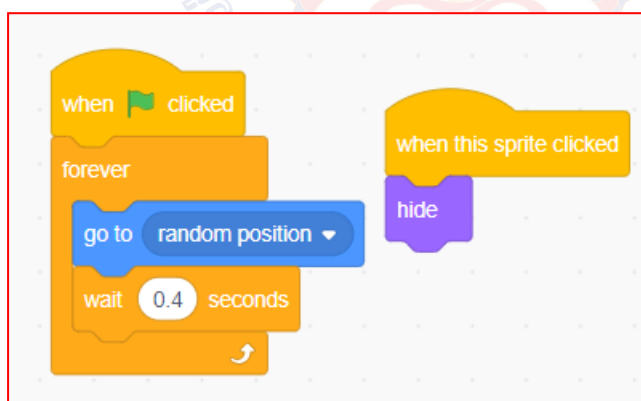 when clicked
forever
go to random position
wait 0.4 seconds
when this sprite clicked
hide